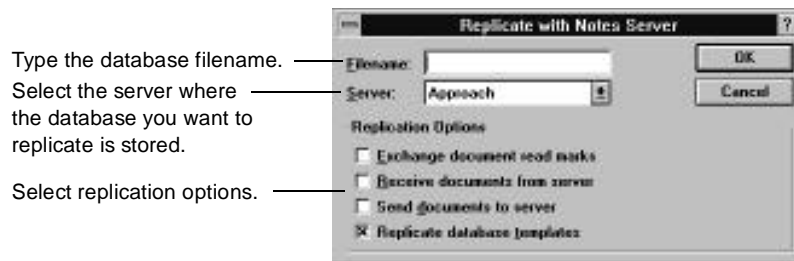 Replicate with Notes Server ?
Type the database filename.
Filename:
OK
Select the server where
the database you want to
replicate is stored.
Server: Approach
Cancel
Replication Options
Select replication options.
Exchange document read marks
Receive documents from server
Send documents to server
Replicate database templates